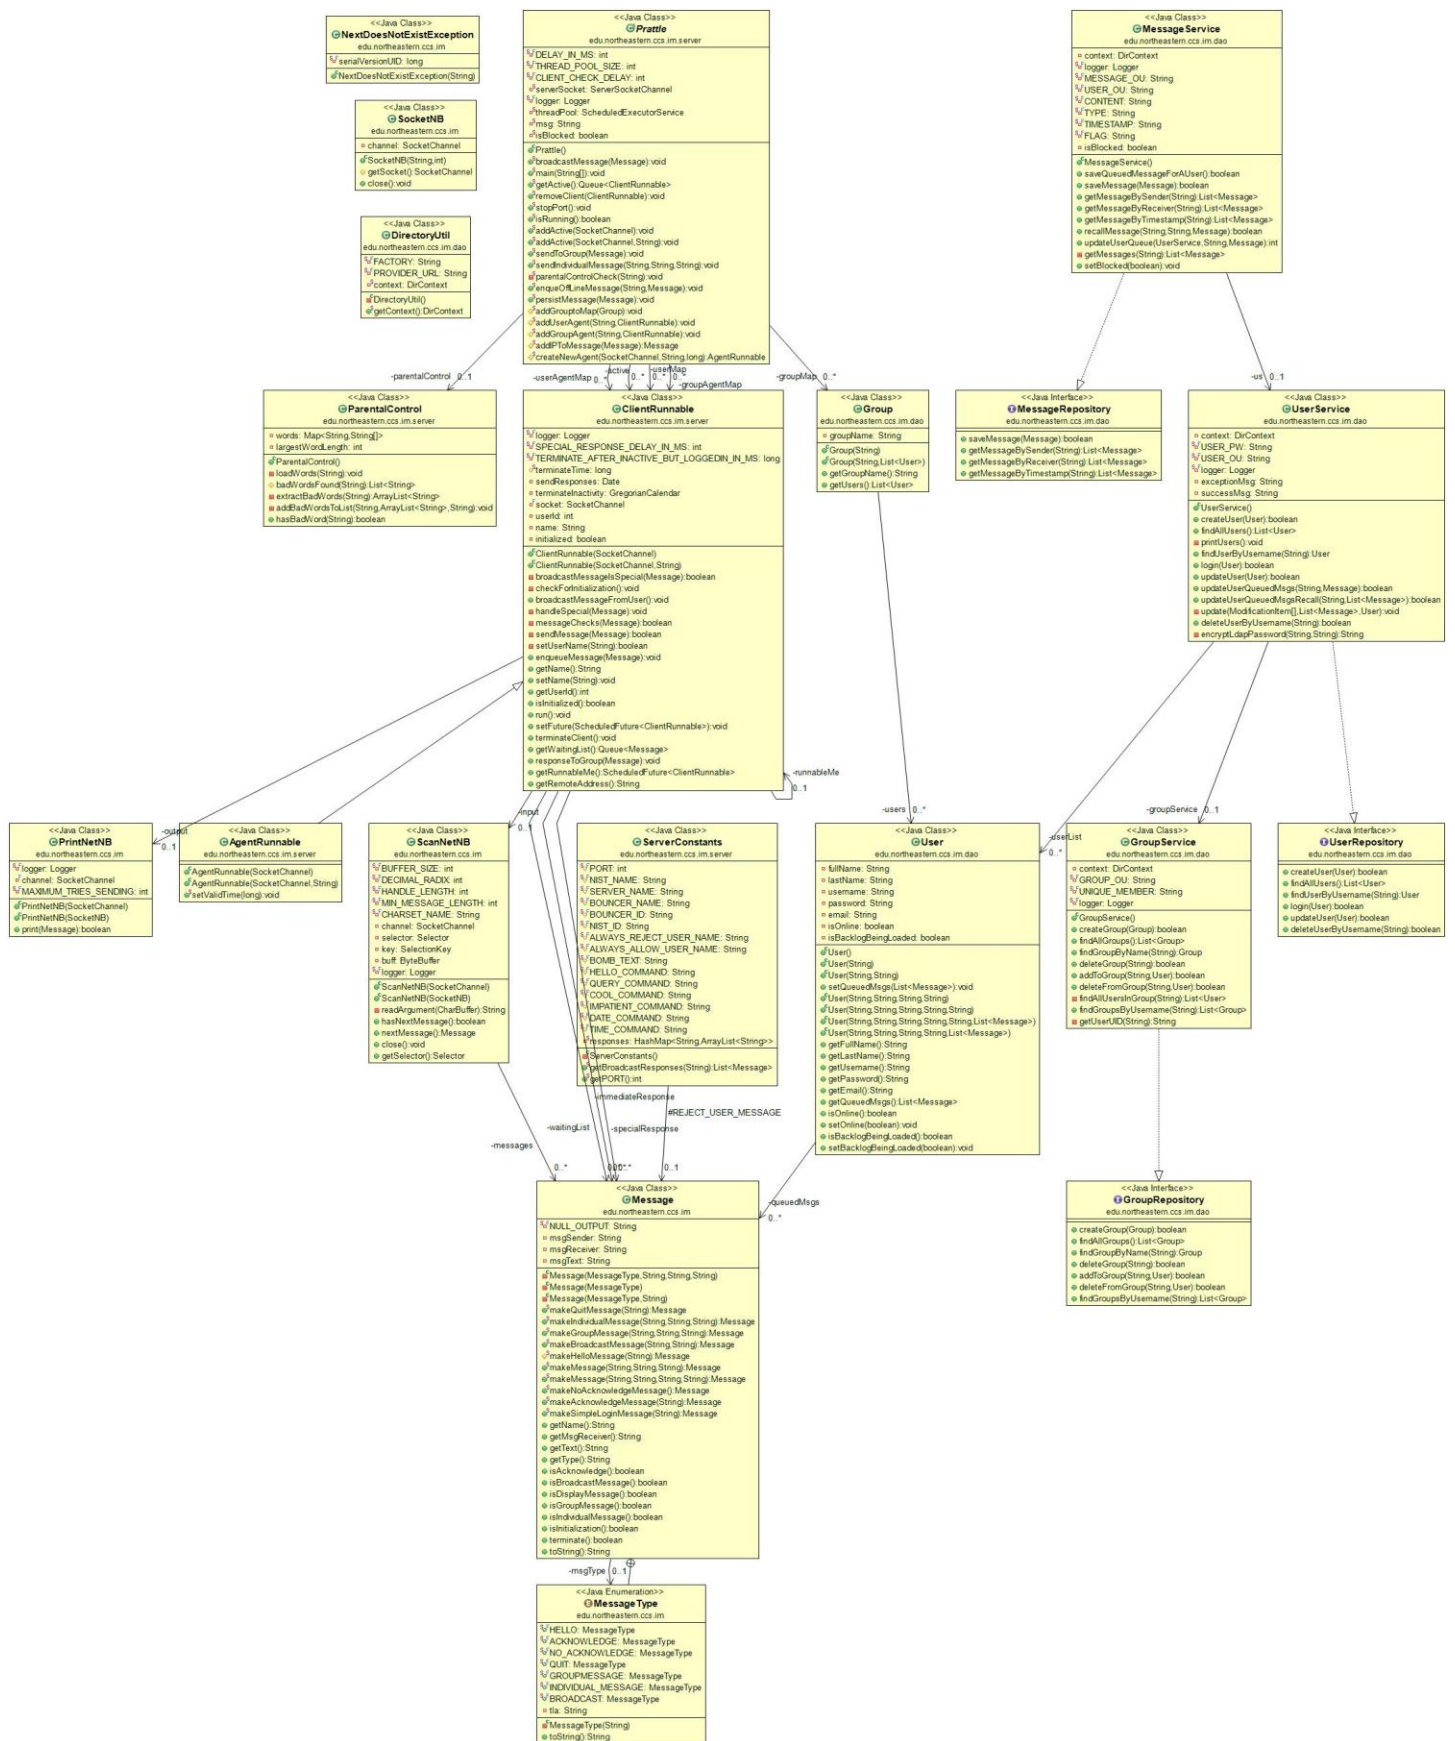 <<Java Class>>
NextDoesNotExistException
edu.northeastern.ccs.im
serialVersionUID: long
NextDoesNotExistException(String)
<<Java Class>>
SocketNB
edu.northeastern.ccs.im
channel: SocketChannel
SocketNB(String,int)
getSocket():SocketChannel
close():void
<<Java Class>>
DirectoryUtil
edu.northeastern.ccs.im.dao
FACTORY: String
PROVIDER_URL: String
context: DirContext
DirectoryUtil()
getContext():DirContext
<<Java Class>>
Prattle
edu.northeastern.ccs.im.server
DELAY_IN_MS: int
THREAD_POOL_SIZE: int
CLIENT_CHECK_DELAY: int
serverSocket: ServerSocketChannel
logger: Logger
threadPool: ScheduledExecutorService
msg: String
isBlocked: boolean
Prattle()
broadcastMessage(Message):void
main(String[]):void
getActive():Queue<ClientRunnable>
removeClient(ClientRunnable):void
stopPort():void
isRunning():boolean
addActive(SocketChannel):void
addActive(SocketChannel,String):void
sendToGroup(Message):void
sendIndividualMessage(String,String,String):void
parentalControlCheck(String):void
enqueOffLineMessage(String,Message):void
persistMessage(Message):void
addGrouptoMap(Group):void
addUserAgent(String,ClientRunnable):void
addGroupAgent(String,ClientRunnable):void
addIPToMessage(Message):Message
createNewAgent(SocketChannel,String,long):AgentRunnable
<<Java Class>>
MessageService
edu.northeastern.ccs.im.dao
context: DirContext
logger: Logger
MESSAGE_OU: String
USER_OU: String
CONTENT: String
TYPE: String
TIMESTAMP: String
FLAG: String
isBlocked: boolean
MessageService()
saveQueuedMessageForAUser():boolean
saveMessage(Message):boolean
getMessageBySender(String):List<Message>
getMessageByReceiver(String):List<Message>
getMessageByTimestamp(String):List<Message>
recallMessage(String,String,Message):boolean
updateUserQueue(UserService,String,Message):int
getMessages(String):List<Message>
setBlocked(boolean):void
-parentalControl 0..1
-userAgentMap 0..*
-active 0..*
-userMap 0..*
-groupAgentMap 0..*
-groupMap 0..*
-us 0..1
<<Java Class>>
ParentalControl
edu.northeastern.ccs.im.server
words: Map<String,String[]>
largestWordLength: int
ParentalControl()
loadWords(String):void
badWordsFound(String):List<String>
extractBadWords(String):ArrayList<String>
addBadWordsToList(String,ArrayList<String>,String):void
hasBadWord(String):boolean
<<Java Class>>
ClientRunnable
edu.northeastern.ccs.im.server
logger: Logger
SPECIAL_RESPONSE_DELAY_IN_MS: int
TERMINATE_AFTER_INACTIVE_BUT_LOGGEDIN_IN_MS: long
terminateTime: long
sendResponses: Date
terminateInactivity: GregorianCalendar
socket: SocketChannel
userId: int
name: String
initialized: boolean
ClientRunnable(SocketChannel)
ClientRunnable(SocketChannel,String)
broadcastMessageIsSpecial(Message):boolean
checkForInitialization():void
broadcastMessageFromUser():void
handleSpecial(Message):void
messageChecks(Message):boolean
sendMessage(Message):boolean
setUserName(String):boolean
enqueueMessage(Message):void
getName():String
setName(String):void
getUserId():int
isInitialized():boolean
run():void
setFuture(ScheduledFuture<ClientRunnable>):void
terminateClient():void
getWaitingList():Queue<Message>
responseToGroup(Message):void
getRunnableMe():ScheduledFuture<ClientRunnable>
getRemoteAddress():String
-runnableMe
0..1
<<Java Class>>
Group
edu.northeastern.ccs.im.dao
groupName: String
Group(String)
Group(String,List<User>)
getGroupName():String
getUsers():List<User>
<<Java Interface>>
MessageRepository
edu.northeastern.ccs.im.dao
saveMessage(Message):boolean
getMessageBySender(String):List<Message>
getMessageByReceiver(String):List<Message>
getMessageByTimestamp(String):List<Message>
<<Java Class>>
UserService
edu.northeastern.ccs.im.dao
context: DirContext
USER_PW: String
USER_OU: String
logger: Logger
exceptionMsg: String
successMsg: String
UserService()
createUser(User):boolean
findAllUsers():List<User>
printUsers():void
findUserByUsername(String):User
login(User):boolean
updateUser(User):boolean
updateUserQueuedMsgs(String,Message):boolean
updateUserQueuedMsgsRecall(String,List<Message>):boolean
update(ModificationItem[],List<Message>,User):void
deleteUserByUsername(String):boolean
encryptLdapPassword(String,String):String
-output
0..1
-input
0..1
-users 0..*
-userList
0..*
-groupService 0..1
<<Java Class>>
PrintNetNB
edu.northeastern.ccs.im
logger: Logger
channel: SocketChannel
MAXIMUM_TRIES_SENDING: int
PrintNetNB(SocketChannel)
PrintNetNB(SocketNB)
print(Message):boolean
<<Java Class>>
AgentRunnable
edu.northeastern.ccs.im.server
AgentRunnable(SocketChannel)
AgentRunnable(SocketChannel,String)
setValidTime(long):void
<<Java Class>>
ScanNetNB
edu.northeastern.ccs.im
BUFFER_SIZE: int
DECIMAL_RADIX: int
HANDLE_LENGTH: int
MIN_MESSAGE_LENGTH: int
CHARSET_NAME: String
channel: SocketChannel
selector: Selector
key: SelectionKey
buff: ByteBuffer
logger: Logger
ScanNetNB(SocketChannel)
ScanNetNB(SocketNB)
readArgument(CharBuffer):String
hasNextMessage():boolean
nextMessage():Message
close():void
getSelector():Selector
<<Java Class>>
ServerConstants
edu.northeastern.ccs.im.server
PORT: int
NIST_NAME: String
SERVER_NAME: String
BOUNCER_NAME: String
BOUNCER_ID: String
NIST_ID: String
ALWAYS_REJECT_USER_NAME: String
ALWAYS_ALLOW_USER_NAME: String
BOMB_TEXT: String
HELLO_COMMAND: String
QUERY_COMMAND: String
COOL_COMMAND: String
IMPATIENT_COMMAND: String
DATE_COMMAND: String
TIME_COMMAND: String
responses: HashMap<String,ArrayList<String>>
ServerConstants()
getBroadcastResponses(String):List<Message>
getPORT():int
<<Java Class>>
User
edu.northeastern.ccs.im.dao
fullName: String
lastName: String
username: String
password: String
email: String
isOnline: boolean
isBacklogBeingLoaded: boolean
User()
User(String)
User(String,String)
setQueuedMsgs(List<Message>):void
User(String,String,String,String)
User(String,String,String,String,String)
User(String,String,String,String,String,List<Message>)
User(String,String,String,String,List<Message>)
getFullName():String
getLastName():String
getUsername():String
getPassword():String
getEmail():String
getQueuedMsgs():List<Message>
isOnline():boolean
setOnline(boolean):void
isBacklogBeingLoaded():boolean
setBacklogBeingLoaded(boolean):void
<<Java Class>>
GroupService
edu.northeastern.ccs.im.dao
context: DirContext
GROUP_OU: String
UNIQUE_MEMBER: String
logger: Logger
GroupService()
createGroup(Group):boolean
findAllGroups():List<Group>
findGroupByName(String):Group
deleteGroup(String):boolean
addToGroup(String,User):boolean
deleteFromGroup(String,User):boolean
findAllUsersInGroup(String):List<User>
findGroupsByUsername(String):List<Group>
getUserUID(String):String
<<Java Interface>>
UserRepository
edu.northeastern.ccs.im.dao
createUser(User):boolean
findAllUsers():List<User>
findUserByUsername(String):User
login(User):boolean
updateUser(User):boolean
deleteUserByUsername(String):boolean
-messages
0..*
-waitingList
-immediateResponse
-specialResponse
#REJECT_USER_MESSAGE
0..1
-queuedMsgs
0..*
<<Java Class>>
Message
edu.northeastern.ccs.im
NULL_OUTPUT: String
msgSender: String
msgReceiver: String
msgText: String
Message(MessageType,String,String,String)
Message(MessageType)
Message(MessageType,String)
makeQuitMessage(String):Message
makeIndividualMessage(String,String,String):Message
makeGroupMessage(String,String,String):Message
makeBroadcastMessage(String,String):Message
makeHelloMessage(String):Message
makeMessage(String,String,String):Message
makeMessage(String,String,String,String):Message
makeNoAcknowledgeMessage():Message
makeAcknowledgeMessage(String):Message
makeSimpleLoginMessage(String):Message
getName():String
getMsgReceiver():String
getText():String
getType():String
isAcknowledge():boolean
isBroadcastMessage():boolean
isDisplayMessage():boolean
isGroupMessage():boolean
isIndividualMessage():boolean
isInitialization():boolean
terminate():boolean
toString():String
<<Java Interface>>
GroupRepository
edu.northeastern.ccs.im.dao
createGroup(Group):boolean
findAllGroups():List<Group>
findGroupByName(String):Group
deleteGroup(String):boolean
addToGroup(String,User):boolean
deleteFromGroup(String,User):boolean
findGroupsByUsername(String):List<Group>
-msgType 0..1
<<Java Enumeration>>
MessageType
edu.northeastern.ccs.im
HELLO: MessageType
ACKNOWLEDGE: MessageType
NO_ACKNOWLEDGE: MessageType
QUIT: MessageType
GROUPMESSAGE: MessageType
INDIVIDUAL_MESSAGE: MessageType
BROADCAST: MessageType
tla: String
MessageType(String)
toString():String